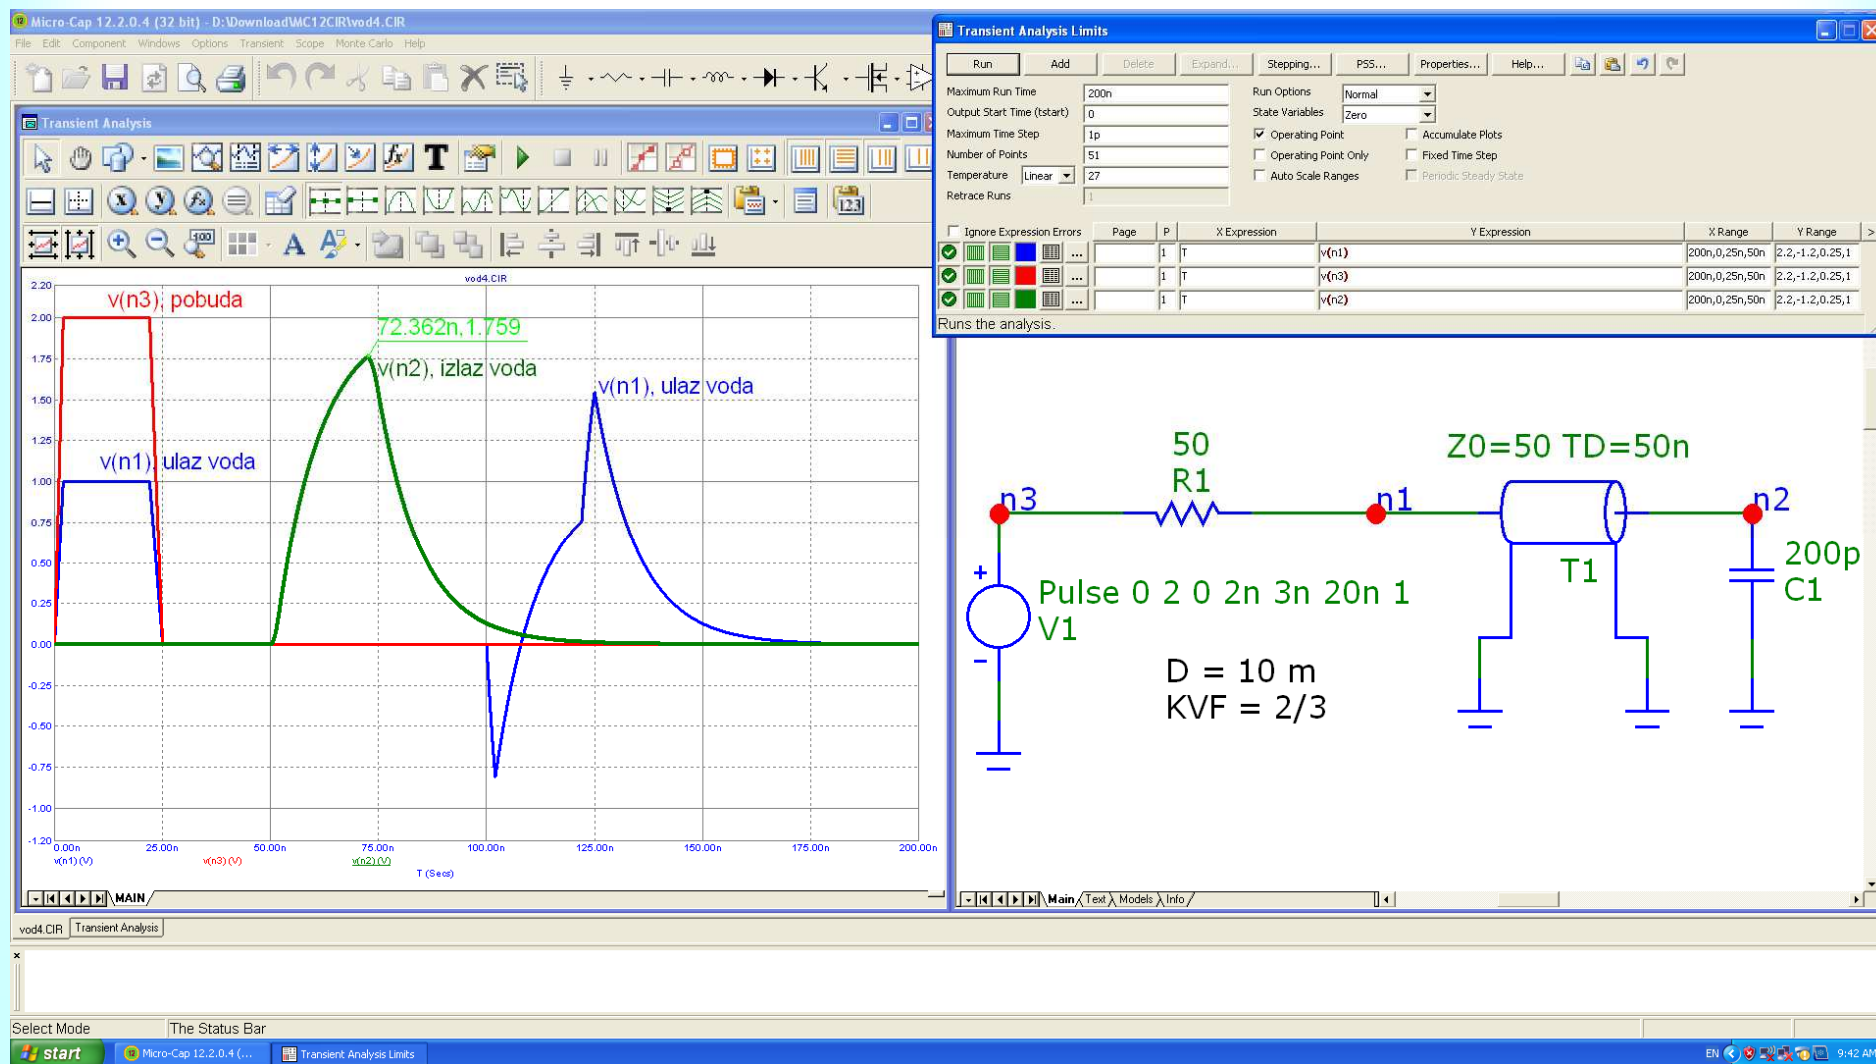 Micro-Cap 12.2.0.4 (32 bit) - D:\Download\MC12CIR\vod4.CIR
File Edit Component Windows Options Transient Scope Monte Carlo Help
Transient Analysis
vod4.CIR
2.20
2.00
1.75
1.50
1.25
1.00
0.75
0.50
0.25
0.00
-0.25
-0.50
-0.75
-1.00
-1.20
v(n3), pobuda
72.362n,1.759
v(n2), izlaz voda
v(n1), ulaz voda
v(n1), ulaz voda
0.00n 25.00n 50.00n 75.00n 100.00n 125.00n 150.00n 175.00n 200.00n
v(n1) (V) v(n3) (V) v(n2) (V)
T (Secs)
MAIN
Transient Analysis Limits
Run Add Delete Expand... Stepping... PSS... Properties... Help...
Maximum Run Time 200n Run Options Normal
Output Start Time (tstart) 0 State Variables Zero
Maximum Time Step 1p Operating Point Accumulate Plots
Number of Points 51 Operating Point Only Fixed Time Step
Temperature Linear 27 Auto Scale Ranges Periodic Steady State
Retrace Runs 1
Ignore Expression Errors Page P X Expression Y Expression X Range Y Range >
1 T v(n1) 200n,0,25n,50n 2.2,-1.2,0.25,1
1 T v(n3) 200n,0,25n,50n 2.2,-1.2,0.25,1
1 T v(n2) 200n,0,25n,50n 2.2,-1.2,0.25,1
Runs the analysis.
50
R1
Z0=50 TD=50n
n3
n1
n2
T1
200p
C1
Pulse 0 2 0 2n 3n 20n 1
V1
D = 10 m
KVF = 2/3
Main Text Models Info
vod4.CIR Transient Analysis
Select Mode The Status Bar
start Micro-Cap 12.2.0.4 (... Transient Analysis Limits EN 9:42 AM